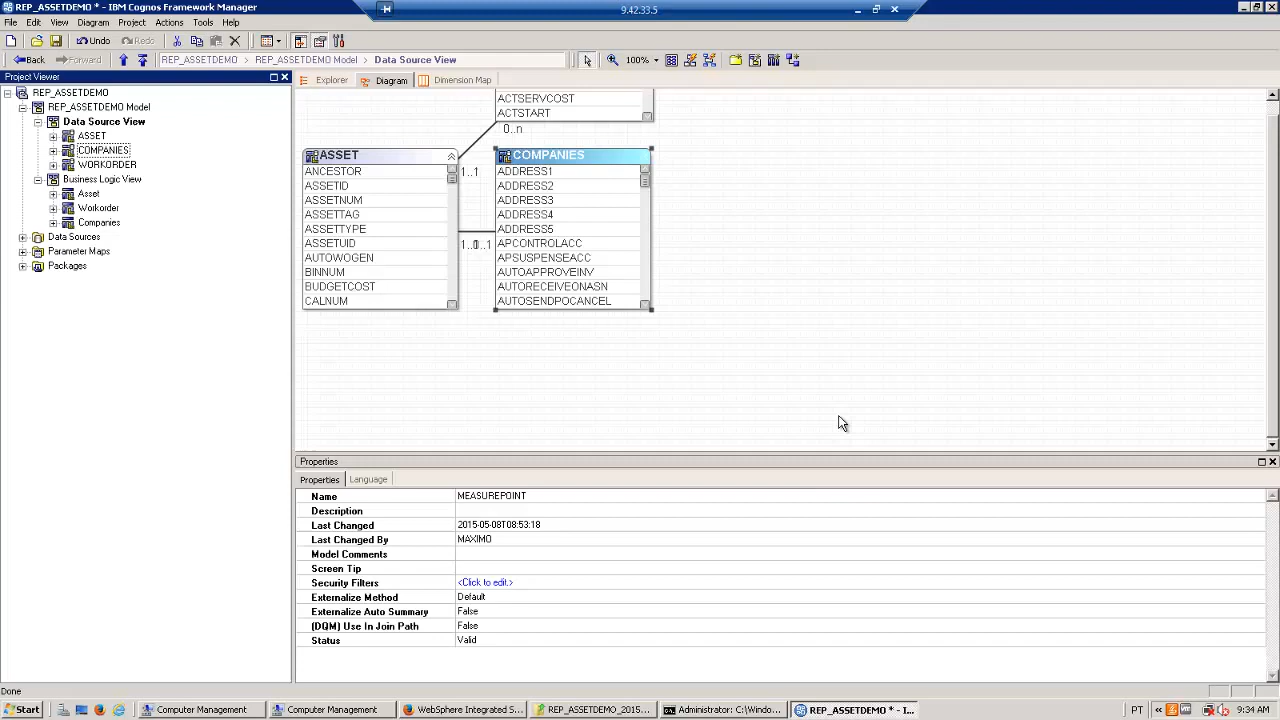 REP_ASSETDEMO * - IBM Cognos Framework Manager
9.42.33.5
File Edit View Diagram Project Actions Tools Help
Undo Redo
Back Forward REP_ASSETDEMO REP_ASSETDEMO Model Data Source View 100%
Project Viewer
Explorer Diagram Dimension Map
REP_ASSETDEMO
REP_ASSETDEMO Model
Data Source View
ASSET
COMPANIES
WORKORDER
Business Logic View
Asset
Workorder
Companies
Data Sources
Parameter Maps
Packages
ACTSERVCOST
ACTSTART
0..n
ASSET
ANCESTOR
ASSETID
ASSETNUM
ASSETTAG
ASSETTYPE
ASSETUID
AUTOWOGEN
BINNUM
BUDGETCOST
CALNUM
1..1
COMPANIES
ADDRESS1
ADDRESS2
ADDRESS3
ADDRESS4
ADDRESS5
APCONTROLACC
APSUSPENSEACC
AUTOAPPROVEINV
AUTORECEIVEONASN
AUTOSENDPOCANCEL
Properties
Properties Language
Name MEASUREPOINT
Description
Last Changed 2015-05-08T08:53:18
Last Changed By MAXIMO
Model Comments
Screen Tip
Security Filters <Click to edit.>
Externalize Method Default
Externalize Auto Summary False
(DQM) Use In Join Path False
Status Valid
Done
Start Computer Management Computer Management WebSphere Integrated S... REP_ASSETDEMO_2015... Administrator: C:\Windo... REP_ASSETDEMO * - I... PT 9:34 AM